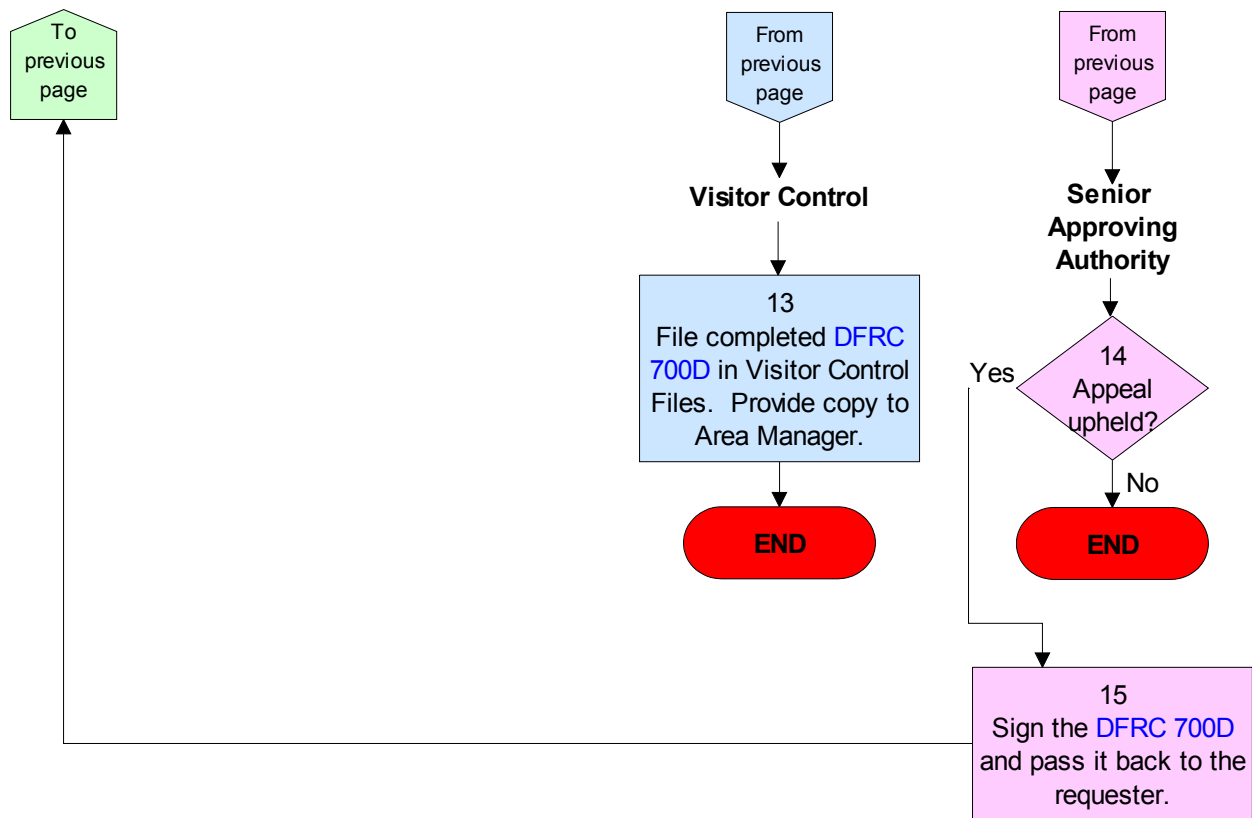 To
previous
page
From
previous
page
From
previous
page
Visitor Control
Senior
Approving
Authority
13
File completed DFRC
700D in Visitor Control
Files. Provide copy to
Area Manager.
Yes
14
Appeal
upheld?
No
END
END
15
Sign the DFRC 700D
and pass it back to the
requester.